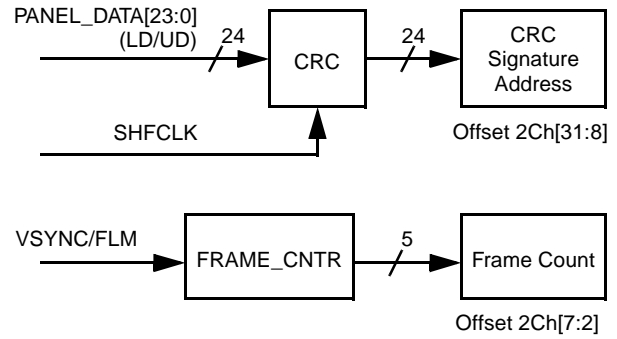 PANEL_DATA[23:0]
(LD/UD)
24
CRC
24
CRC
Signature
Address
SHFCLK
Offset 2Ch[31:8]
VSYNC/FLM
FRAME_CNTR
5
Frame Count
Offset 2Ch[7:2]